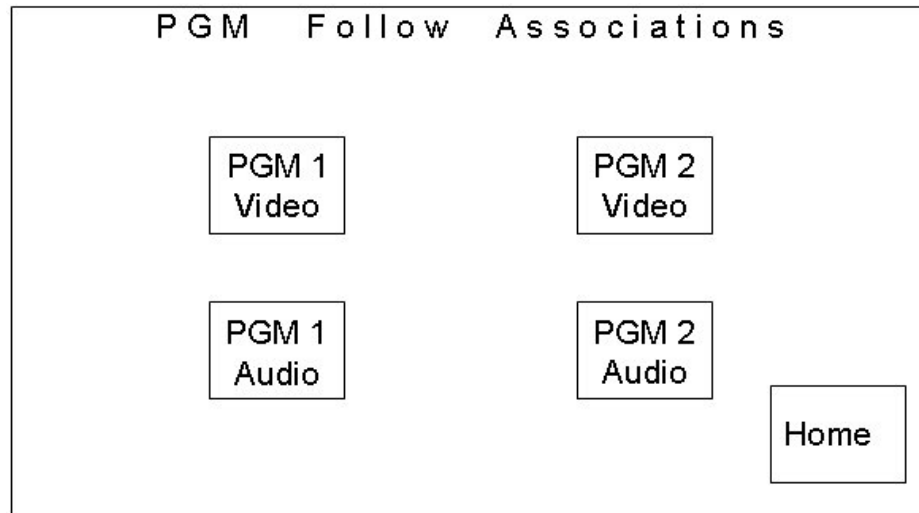 PGM Follow Associations
PGM 1
Video
PGM 2
Video
PGM 1
Audio
PGM 2
Audio
Home